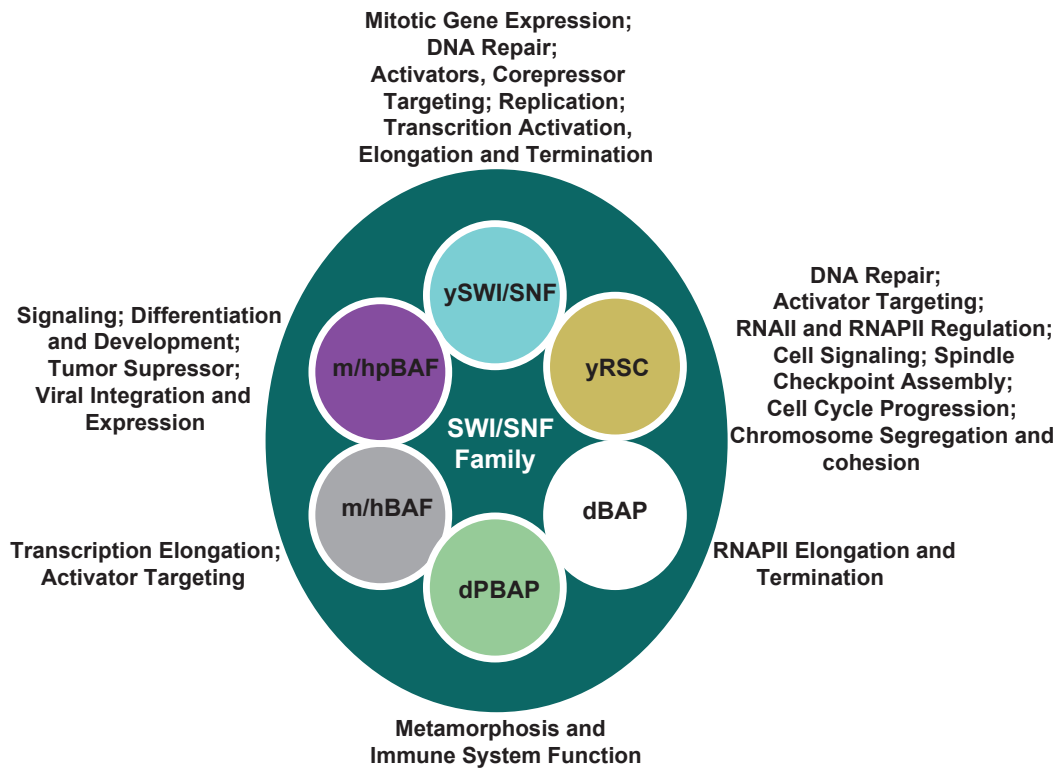 Mitotic Gene Expression;
DNA Repair;
Activators, Corepressor
Targeting; Replication;
Transcrition Activation,
Elongation and Termination
ySWI/SNF
DNA Repair;
Activator Targeting;
RNAII and RNAPII Regulation;
Cell Signaling; Spindle
Checkpoint Assembly;
Cell Cycle Progression;
Chromosome Segregation and
cohesion
Signaling; Differentiation
and Development;
Tumor Supressor;
Viral Integration and
Expression
m/hpBAF
yRSC
SWI/SNF
Family
m/hBAF
dBAP
Transcription Elongation;
Activator Targeting
RNAPII Elongation and
Termination
dPBAP
Metamorphosis and
Immune System Function